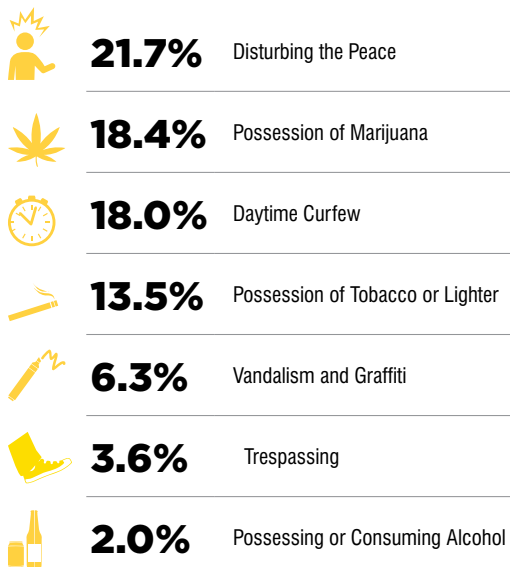 21.7% Disturbing the Peace
18.4% Possession of Marijuana
18.0% Daytime Curfew
13.5% Possession of Tobacco or Lighter
6.3% Vandalism and Graffiti
3.6% Trespassing
2.0% Possessing or Consuming Alcohol